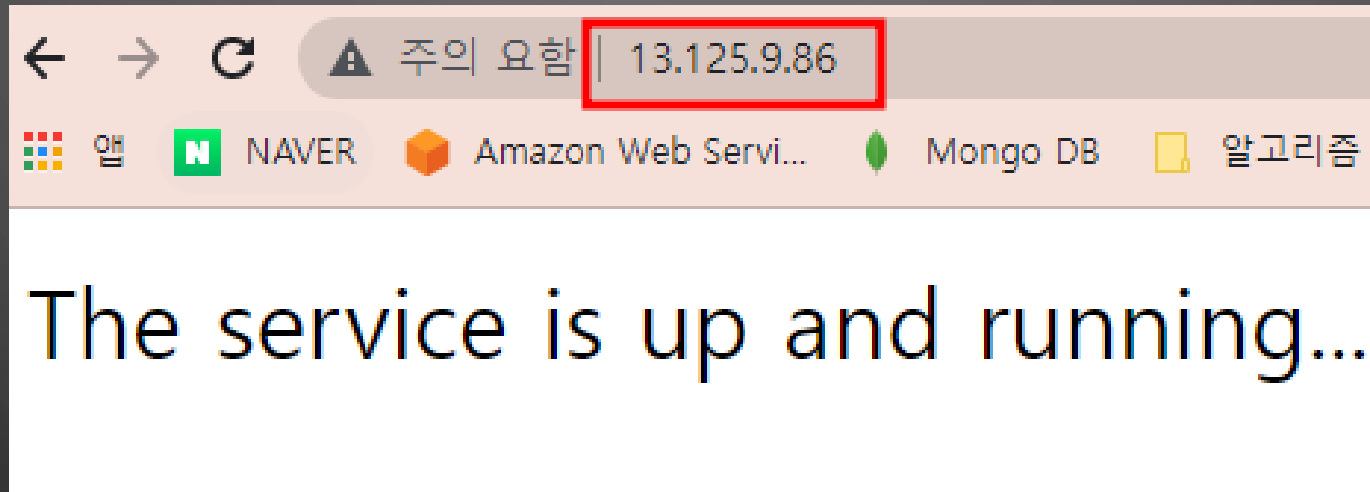 주의 요함 | 13.125.9.86
앱 NAVER Amazon Web Servi... Mongo DB 알고리즘
The service is up and running...